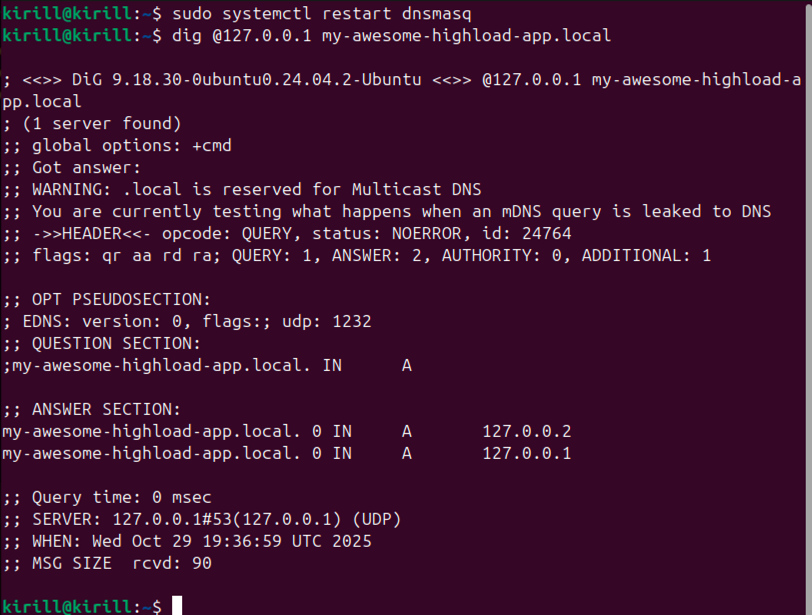 kirill@kirill:~$ sudo systemctl restart dnsmasq
kirill@kirill:~$ dig @127.0.0.1 my-awesome-highload-app.local
; <<>> DiG 9.18.30-0ubuntu0.24.04.2-Ubuntu <<>> @127.0.0.1 my-awesome-highload-a
pp.local
; (1 server found)
;; global options: +cmd
;; Got answer:
;; WARNING: .local is reserved for Multicast DNS
;; You are currently testing what happens when an mDNS query is leaked to DNS
;; ->>HEADER<<- opcode: QUERY, status: NOERROR, id: 24764
;; flags: qr aa rd ra; QUERY: 1, ANSWER: 2, AUTHORITY: 0, ADDITIONAL: 1
;; OPT PSEUDOSECTION:
; EDNS: version: 0, flags:; udp: 1232
;; QUESTION SECTION:
;my-awesome-highload-app.local. IN A
;; ANSWER SECTION:
my-awesome-highload-app.local. 0 IN A 127.0.0.2
my-awesome-highload-app.local. 0 IN A 127.0.0.1
;; Query time: 0 msec
;; SERVER: 127.0.0.1#53(127.0.0.1) (UDP)
;; WHEN: Wed Oct 29 19:36:59 UTC 2025
;; MSG SIZE rcvd: 90
kirill@kirill:~$